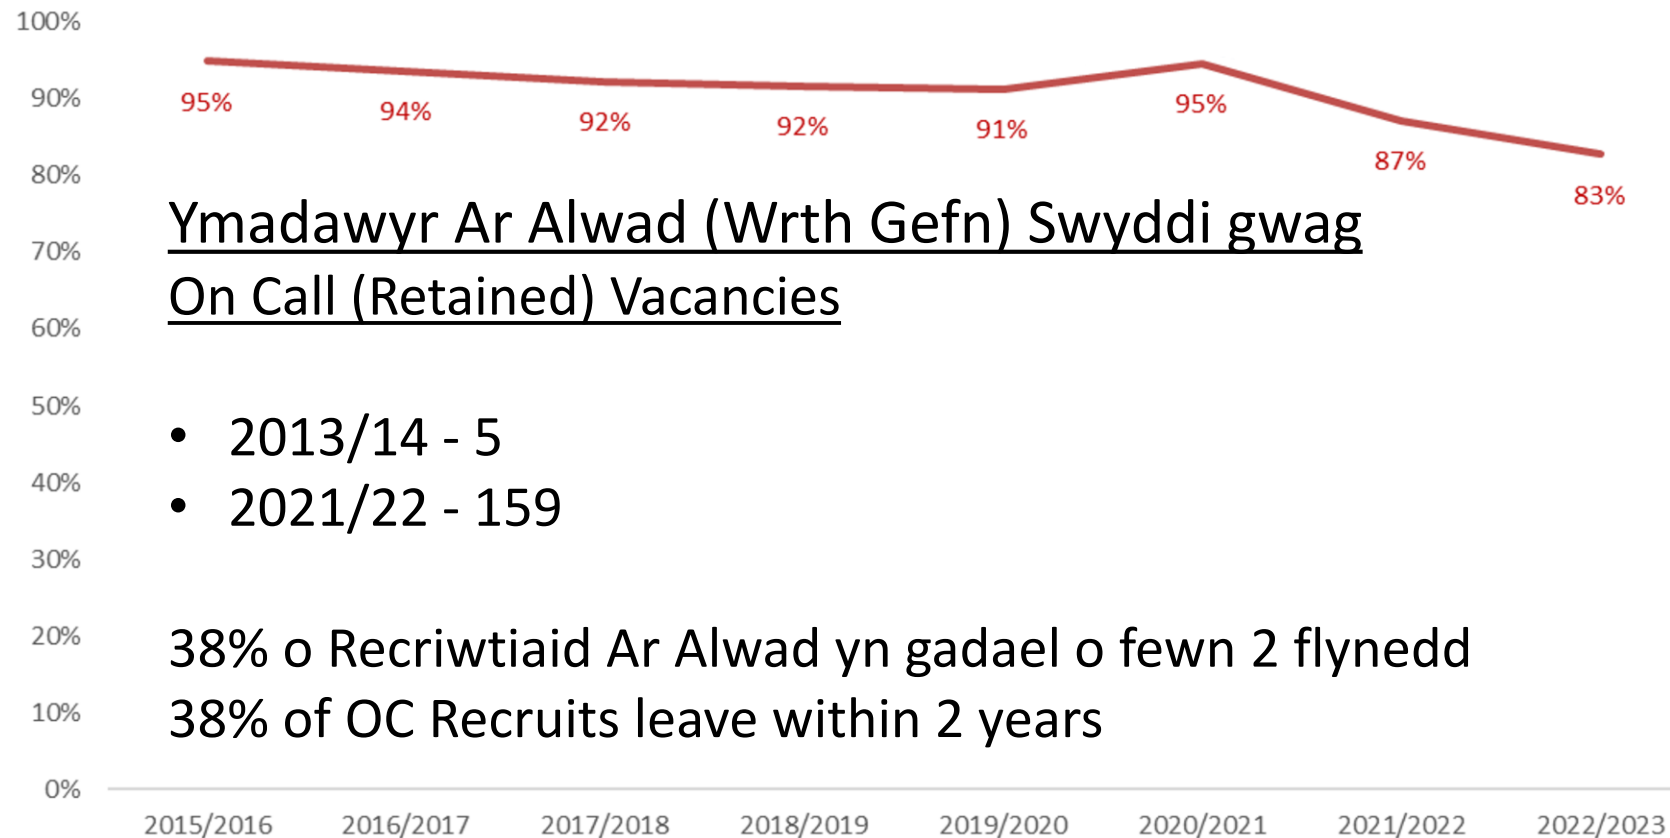 100%
90%
80%
70%
60%
50%
40%
30%
20%
10%
0%
95%
94%
92%
92%
91%
95%
87%
83%
Ymadawyr Ar Alwad (Wrth Gefn) Swyddi gwag
On Call (Retained) Vacancies
• 2013/14 - 5
• 2021/22 - 159
38% o Recriwtiaid Ar Alwad yn gadael o fewn 2 flynedd
38% of OC Recruits leave within 2 years
2015/2016 2016/2017 2017/2018 2018/2019 2019/2020 2020/2021 2021/2022 2022/2023